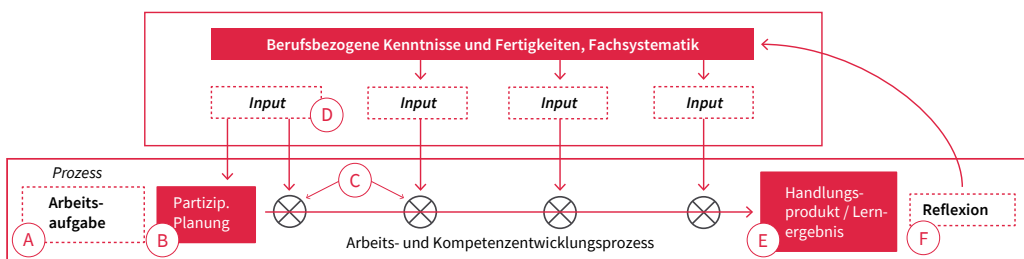 Berufsbezogene Kenntnisse und Fertigkeiten, Fachsystematik
Input
Input
Input
Input
D
Prozess
Arbeits-
aufgabe
A
Partizip.
Planung
B
C
Arbeits- und Kompetenzentwicklungsprozess
Handlungs-
produkt / Lern-
ergebnis
E
Reflexion
F